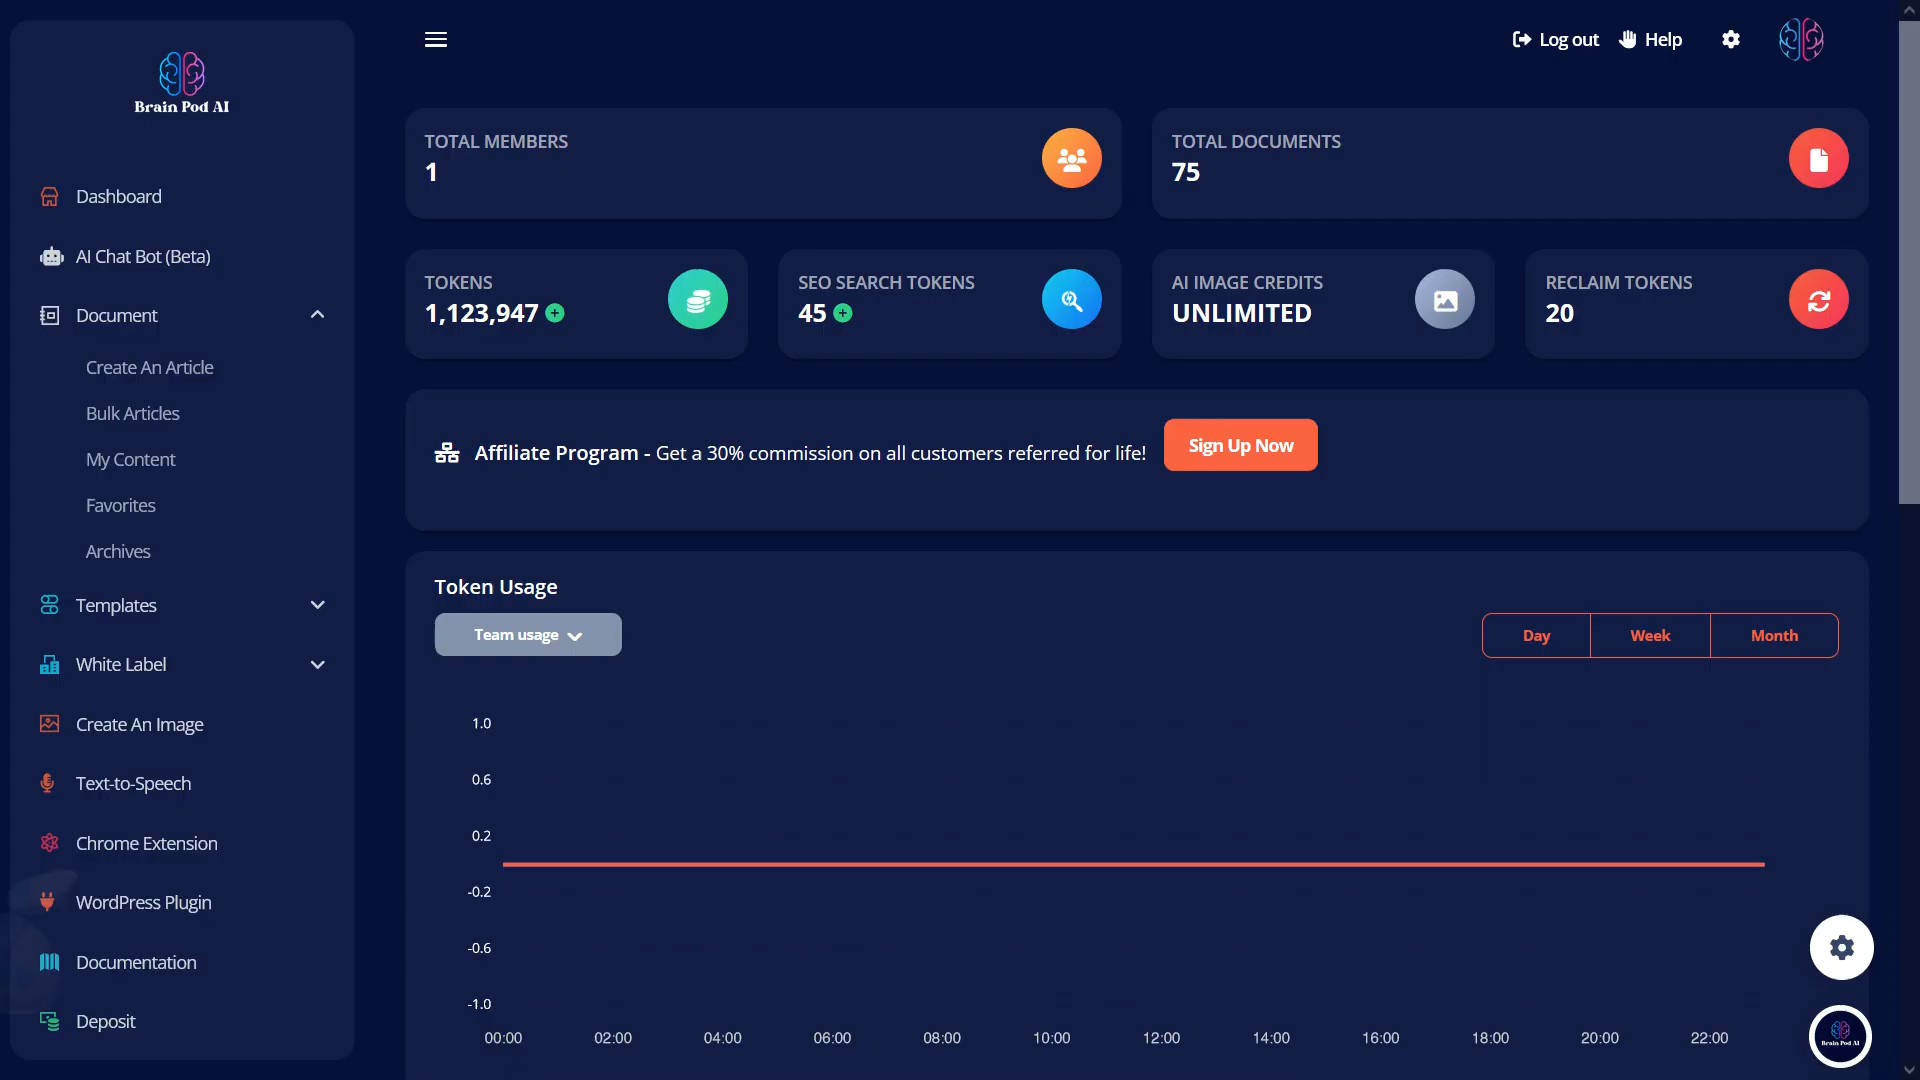 Brain Pod AI
Dashboard
AI Chat Bot (Beta)
Document
Create An Article
Bulk Articles
My Content
Favorites
Archives
Templates
White Label
Create An Image
Text-to-Speech
Chrome Extension
WordPress Plugin
Documentation
Deposit
Log out
Help
TOTAL MEMBERS
1
TOTAL DOCUMENTS
75
TOKENS
1,123,947
SEO SEARCH TOKENS
45
AI IMAGE CREDITS
UNLIMITED
RECLAIM TOKENS
20
Affiliate Program - Get a 30% commission on all customers referred for life!
Sign Up Now
Token Usage
Team usage
Day Week Month
1.0
0.6
0.2
-0.2
-0.6
-1.0
00:00 02:00 04:00 06:00 08:00 10:00 12:00 14:00 16:00 18:00 20:00 22:00
Brain Pod AI